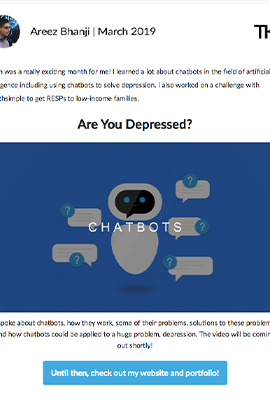 Areez Bhanji | March 2019
TK
was a really exciting month for me! I learned a lot about chatbots in the field of artificial
gence including using chatbots to solve depression. I also worked on a challenge with
thsimple to get RESPs to low-income families.
Are You Depressed?
? ? ? ?
CHATBOTS
spoke about chatbots, how they work, some of their problems, solutions to these problem
nd how chatbots could be applied to a huge problem, depression. The video will be comin
out shortly!
Until then, check out my website and portfolio!